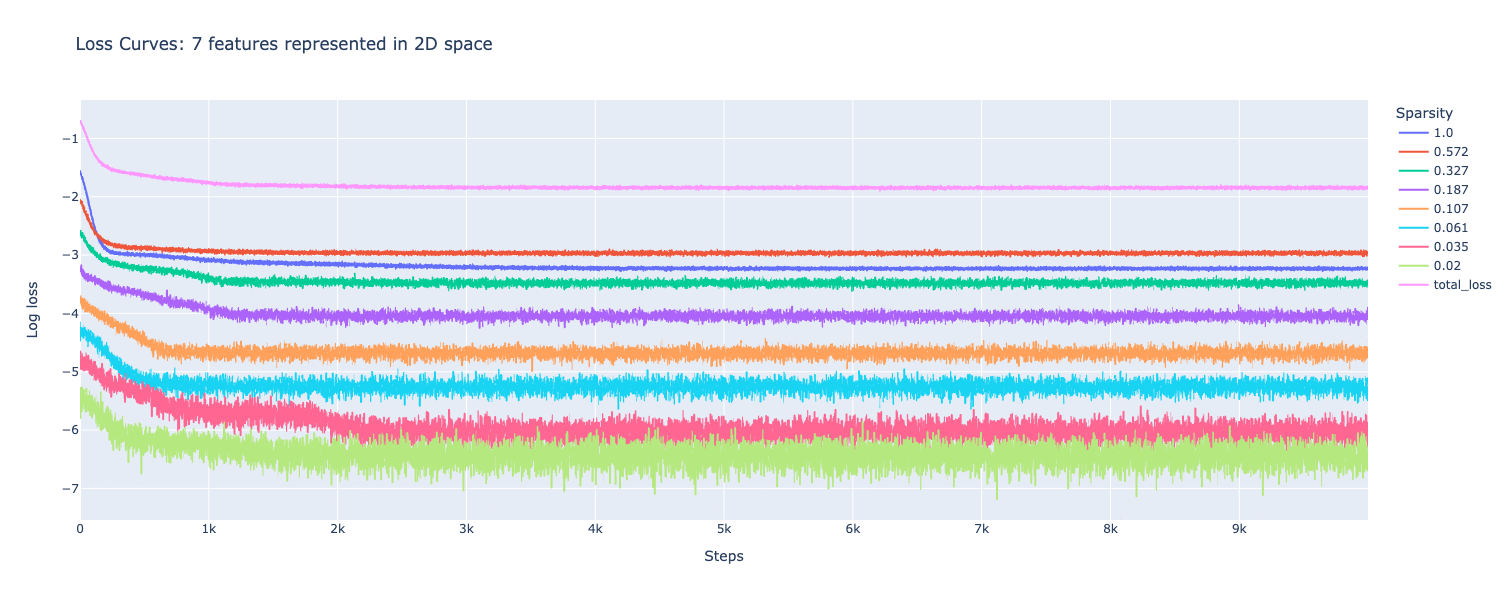 Loss Curves: 7 features represented in 2D space
Sparsity
1.0
0.572
0.327
0.187
0.107
0.061
0.035
0.02
total_loss
Log loss
−1
−2
−3
−4
−5
−6
−7
0 1k 2k 3k 4k 5k 6k 7k 8k 9k
Steps